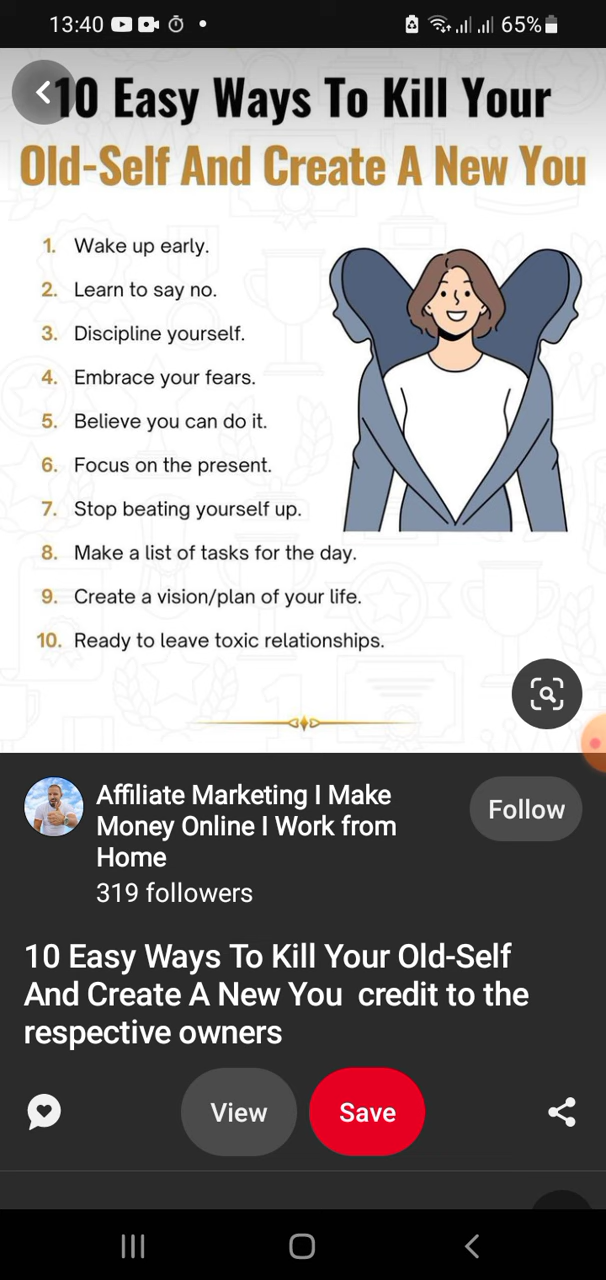 13:40
65%
10 Easy Ways To Kill Your
Old-Self And Create A New You
1. Wake up early.
2. Learn to say no.
3. Discipline yourself.
4. Embrace your fears.
5. Believe you can do it.
6. Focus on the present.
7. Stop beating yourself up.
8. Make a list of tasks for the day.
9. Create a vision/plan of your life.
10. Ready to leave toxic relationships.
Affiliate Marketing I Make
Money Online I Work from
Home
319 followers
Follow
10 Easy Ways To Kill Your Old-Self
And Create A New You credit to the
respective owners
View
Save